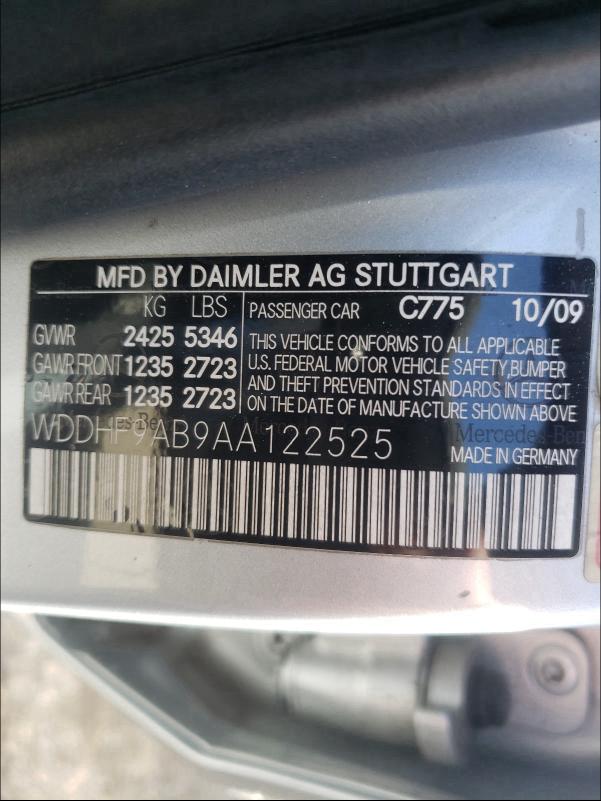 MFD BY DAIMLER AG STUTTGART
KG LBS PASSENGER CAR C775 10/09
GVWR 2425 5346
GAWR FRONT 1235 2723
GAWR REAR 1235 2723
THIS VEHICLE CONFORMS TO ALL APPLICABLE
U.S. FEDERAL MOTOR VEHICLE SAFETY, BUMPER
AND THEFT PREVENTION STANDARDS IN EFFECT
ON THE DATE OF MANUFACTURE SHOWN ABOVE.
WDDHF9AB9AA122525
MADE IN GERMANY